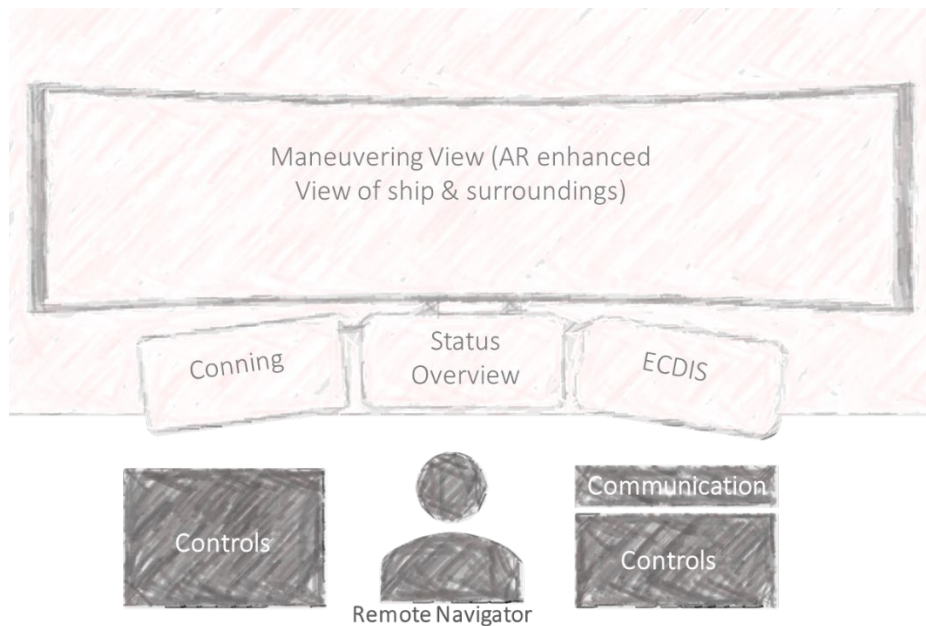 Maneuvering View (AR enhanced
View of ship & surroundings)
Conning
Status
Overview
ECDIS
Controls
Communication
Controls
Remote Navigator